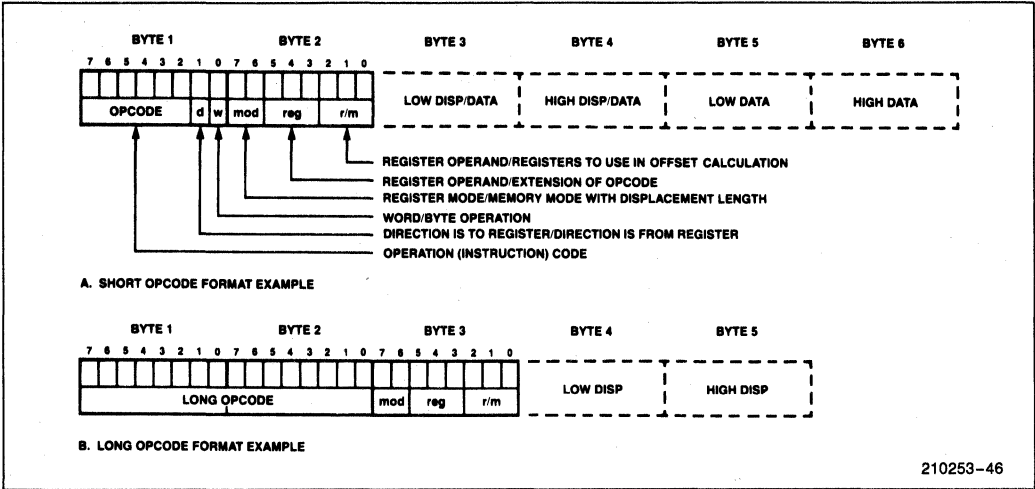 BYTE 1 BYTE 2 BYTE 3 BYTE 4 BYTE 5 BYTE 6
7 6 5 4 3 2 1 0 7 6 5 4 3 2 1 0
LOW DISP/DATA HIGH DISP/DATA LOW DATA HIGH DATA
OPCODE d w mod reg r/m
REGISTER OPERAND/REGISTERS TO USE IN OFFSET CALCULATION
REGISTER OPERAND/EXTENSION OF OPCODE
REGISTER MODE/MEMORY MODE WITH DISPLACEMENT LENGTH
WORD/BYTE OPERATION
DIRECTION IS TO REGISTER/DIRECTION IS FROM REGISTER
OPERATION (INSTRUCTION) CODE
A. SHORT OPCODE FORMAT EXAMPLE
BYTE 1 BYTE 2 BYTE 3 BYTE 4 BYTE 5
7 6 5 4 3 2 1 0 7 6 5 4 3 2 1 0 7 6 5 4 3 2 1 0
LOW DISP HIGH DISP
LONG OPCODE mod reg r/m
B. LONG OPCODE FORMAT EXAMPLE
210253-46